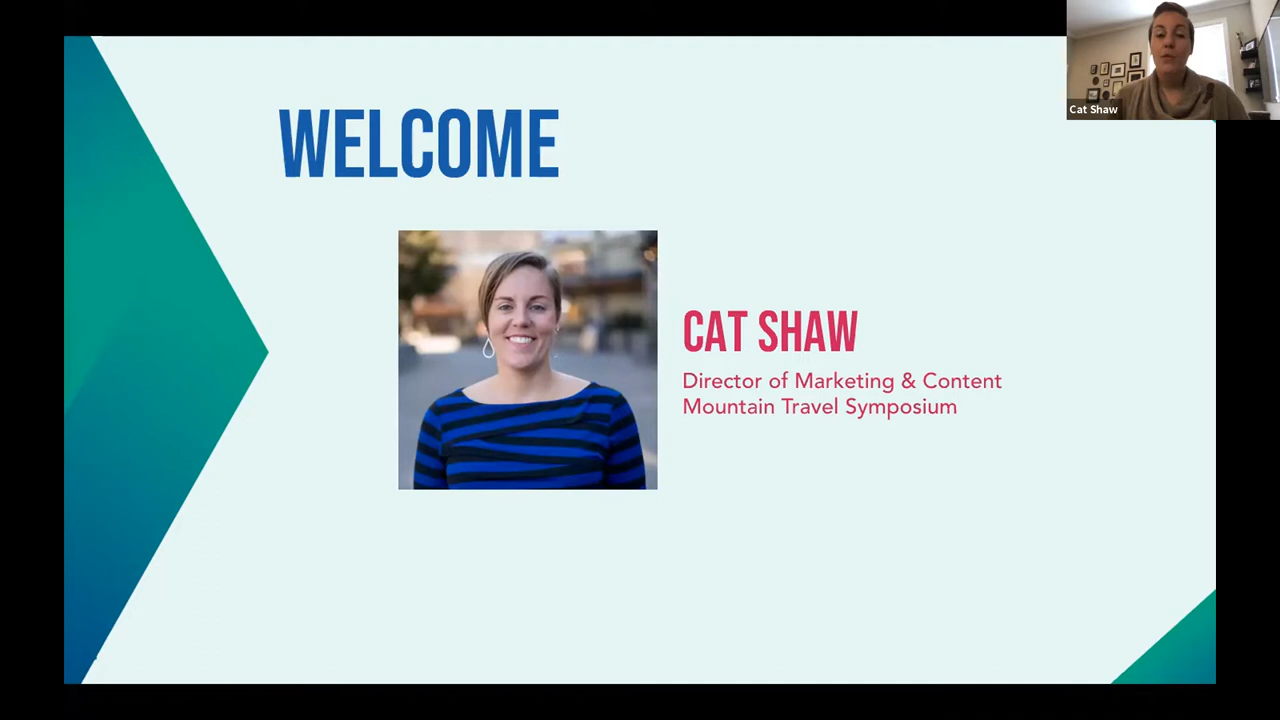 WELCOME
CAT SHAW
Director of Marketing & Content
Mountain Travel Symposium
Cat Shaw